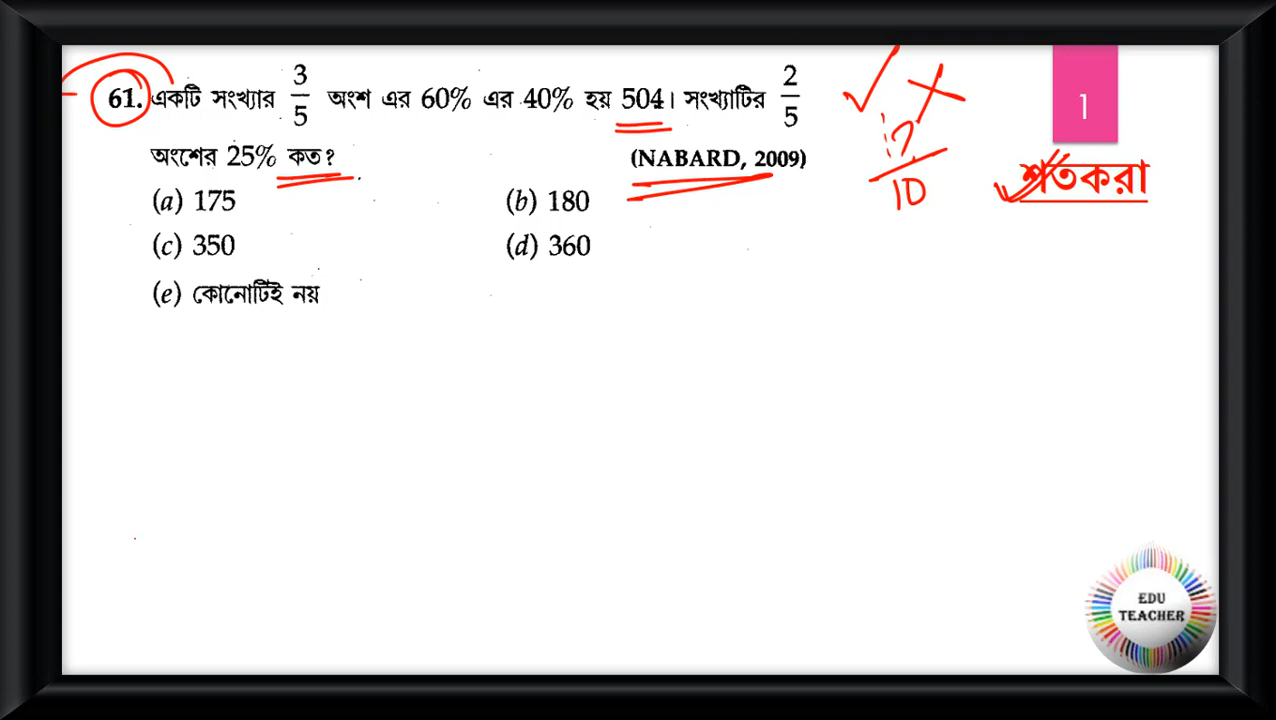 61. একটি সংখ্যার 3/5 অংশ এর 60% এর 40% হয় 504। সংখ্যাটির 2/5
অংশের 25% কত? (NABARD, 2009)
(a) 175 (b) 180
(c) 350 (d) 360
(e) কোনোটিই নয়
?
10
1
শতকরা
EDU
TEACHER